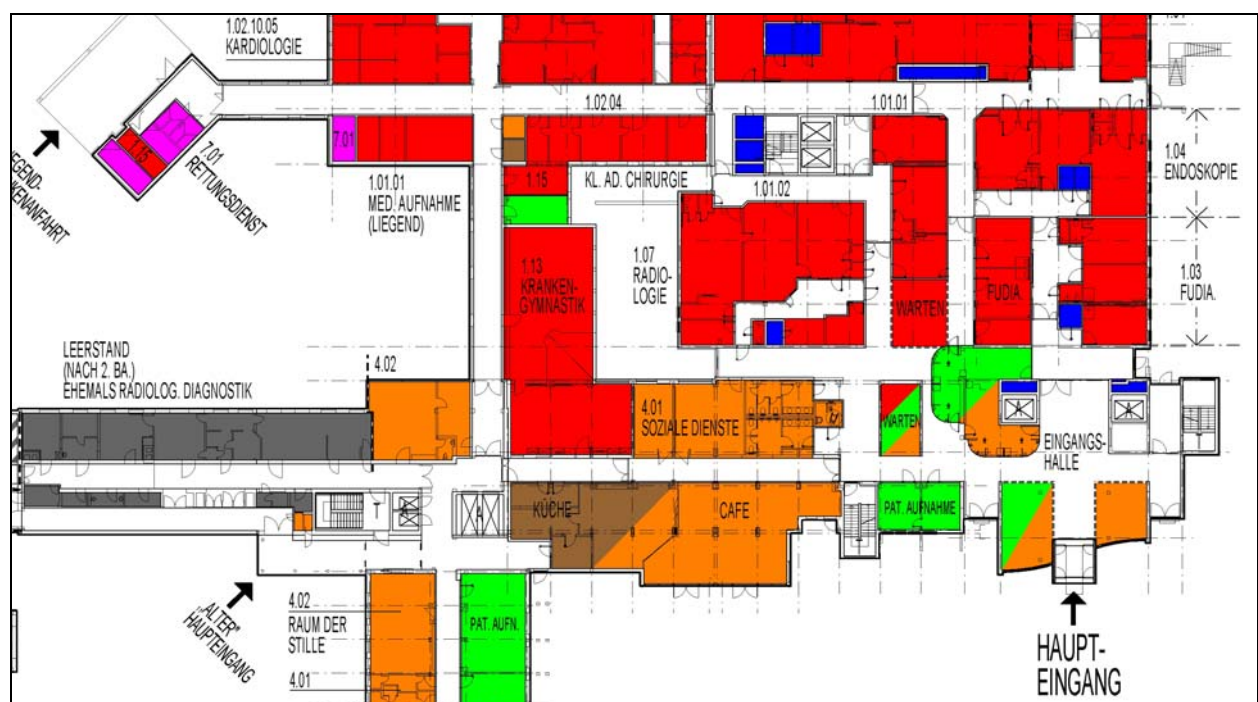 1.02.10.05
KARDIOLOGIE
1.02.04
1.01.01
7.01
1.15
7.01
RETTUNGSDIENST
EGEND.
KENANFAHRT
1.01.01
MED. AUFNAHME
(LIEGEND)
1.15
KL. AD. CHIRURGIE
1.01.02
1.04
ENDOSKOPIE
1.13
KRANKEN-
GYMNASTIK
1.07
RADIO-
LOGIE
WARTEN
FUDIA.
1.03
FUDIA.
LEERSTAND
(NACH 2. BA.)
EHEMALS RADIOLOG. DIAGNOSTIK
4.02
4.01
SOZIALE DIENSTE
WARTEN
A
A
EINGANGS-
HALLE
T
A
A
KÜCHE
CAFE
PAT. AUFNAHME
„ALTER“
HAUPTEINGANG
4.02
RAUM DER
STILLE
4.01
PAT. AUFN.
HAUPT-
EINGANG